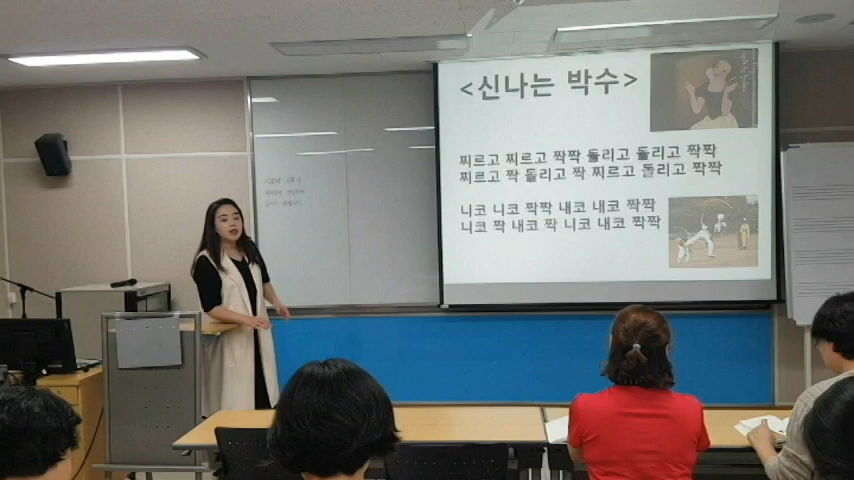 <신나는 박수>
찌르고 찌르고 짝짝 돌리고 돌리고 짝짝
찌르고 짝 돌리고 짝 찌르고 돌리고 짝짝
니코 니코 짝짝 내코 내코 짝짝
니코 짝 내코 짝 니코 내코 짝짝